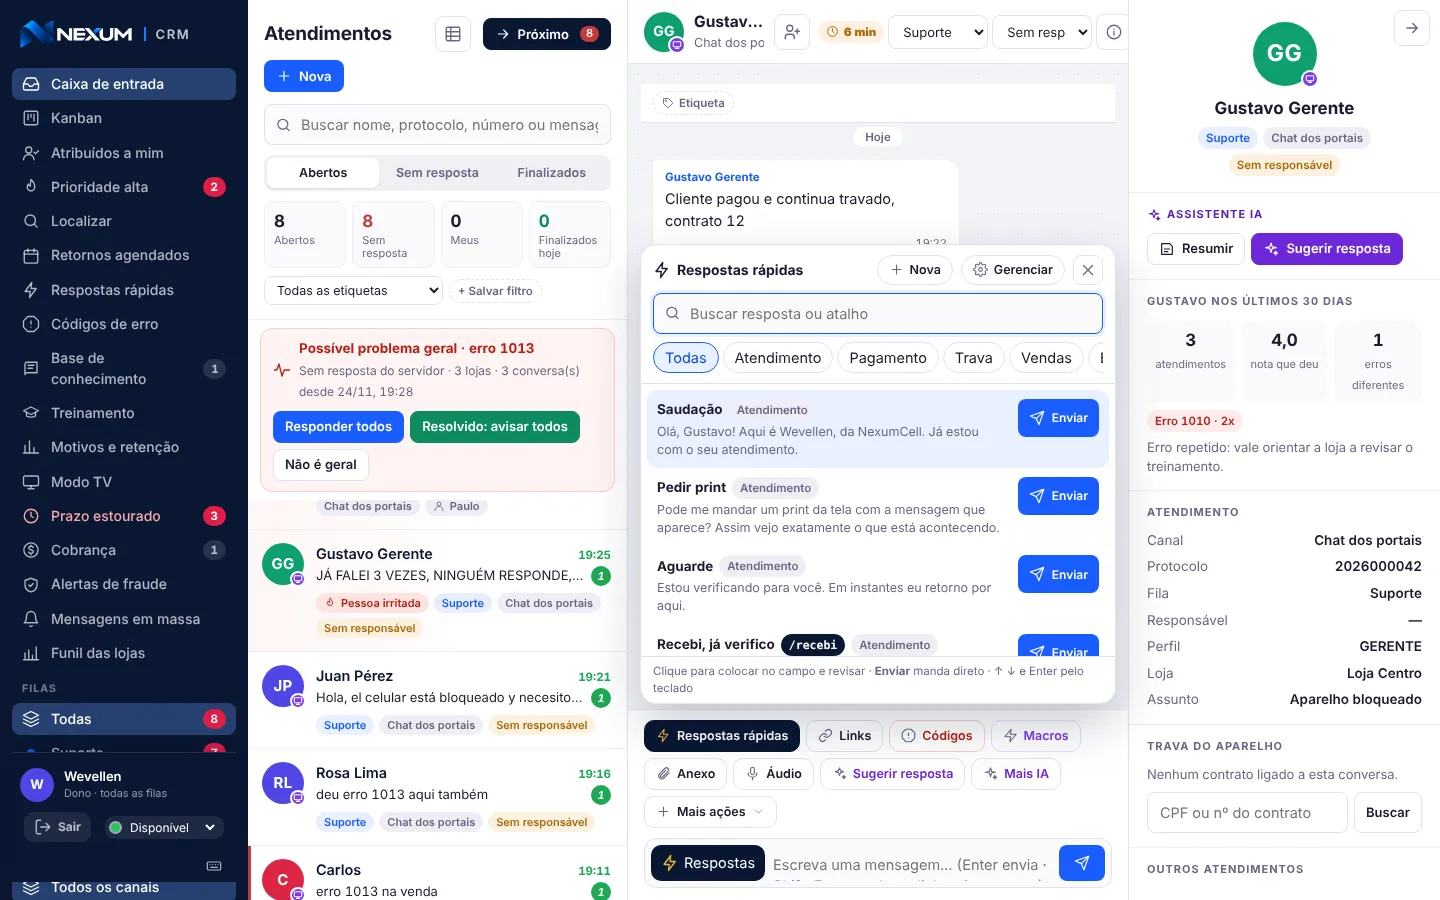 NEXUM | CRM
Caixa de entrada
Kanban
Atribuídos a mim
Prioridade alta 2
Localizar
Retornos agendados
Respostas rápidas
Códigos de erro
Base de
conhecimento 1
Treinamento
Motivos e retenção
Modo TV
Prazo estourado 3
Cobrança 1
Alertas de fraude
Mensagens em massa
Funil das lojas
FILAS
Todas 8
W Wevellen
Dono · todas as filas
Sair Disponível
Todos os canais
Atendimentos
Próximo 8
Nova
Buscar nome, protocolo, número ou mensag
Abertos Sem resposta Finalizados
8 8 0 0
Abertos Sem resposta Meus Finalizados hoje
Todas as etiquetas + Salvar filtro
Possível problema geral · erro 1013
Sem resposta do servidor · 3 lojas · 3 conversa(s)
desde 24/11, 19:28
Responder todos Resolvido: avisar todos
Não é geral
Chat dos portais Paulo
GG Gustavo Gerente 19:25
JÁ FALEI 3 VEZES, NINGUÉM RESPONDE,... 1
Pessoa irritada Suporte Chat dos portais
Sem responsável
JP Juan Pérez 19:21
Hola, el celular está bloqueado y necesito... 1
Suporte Chat dos portais Sem responsável
RL Rosa Lima 19:16
deu erro 1013 aqui também 1
Suporte Chat dos portais Sem responsável
C Carlos 19:11
erro 1013 na venda 1
GG Gustav...
Chat dos po
6 min Suporte Sem resp
Etiqueta
Hoje
Gustavo Gerente
Cliente pagou e continua travado,
contrato 12
19:22
Respostas rápidas Nova Gerenciar
Buscar resposta ou atalho
Todas Atendimento Pagamento Trava Vendas
Saudação Atendimento Enviar
Olá, Gustavo! Aqui é Wevellen, da NexumCell. Já estou
com o seu atendimento.
Pedir print Atendimento Enviar
Pode me mandar um print da tela com a mensagem que
aparece? Assim vejo exatamente o que está acontecendo.
Aguarde Atendimento Enviar
Estou verificando para você. Em instantes eu retorno por
aqui.
Recebi, já verifico /recebi Atendimento Enviar
Clique para colocar no campo e revisar · Enviar manda direto · ↑ ↓ e Enter pelo
teclado
Respostas rápidas Links Códigos Macros
Anexo Áudio Sugerir resposta Mais IA
Mais ações
Respostas Escreva uma mensagem... (Enter envia ·
GG
Gustavo Gerente
Suporte Chat dos portais
Sem responsável
ASSISTENTE IA
Resumir Sugerir resposta
GUSTAVO NOS ÚLTIMOS 30 DIAS
3 4,0 1
atendimentos nota que deu erros diferentes
Erro 1010 · 2x
Erro repetido: vale orientar a loja a revisar o
treinamento.
ATENDIMENTO
Canal Chat dos portais
Protocolo 2026000042
Fila Suporte
Responsável —
Perfil GERENTE
Loja Loja Centro
Assunto Aparelho bloqueado
TRAVA DO APARELHO
Nenhum contrato ligado a esta conversa.
CPF ou nº do contrato Buscar
OUTROS ATENDIMENTOS